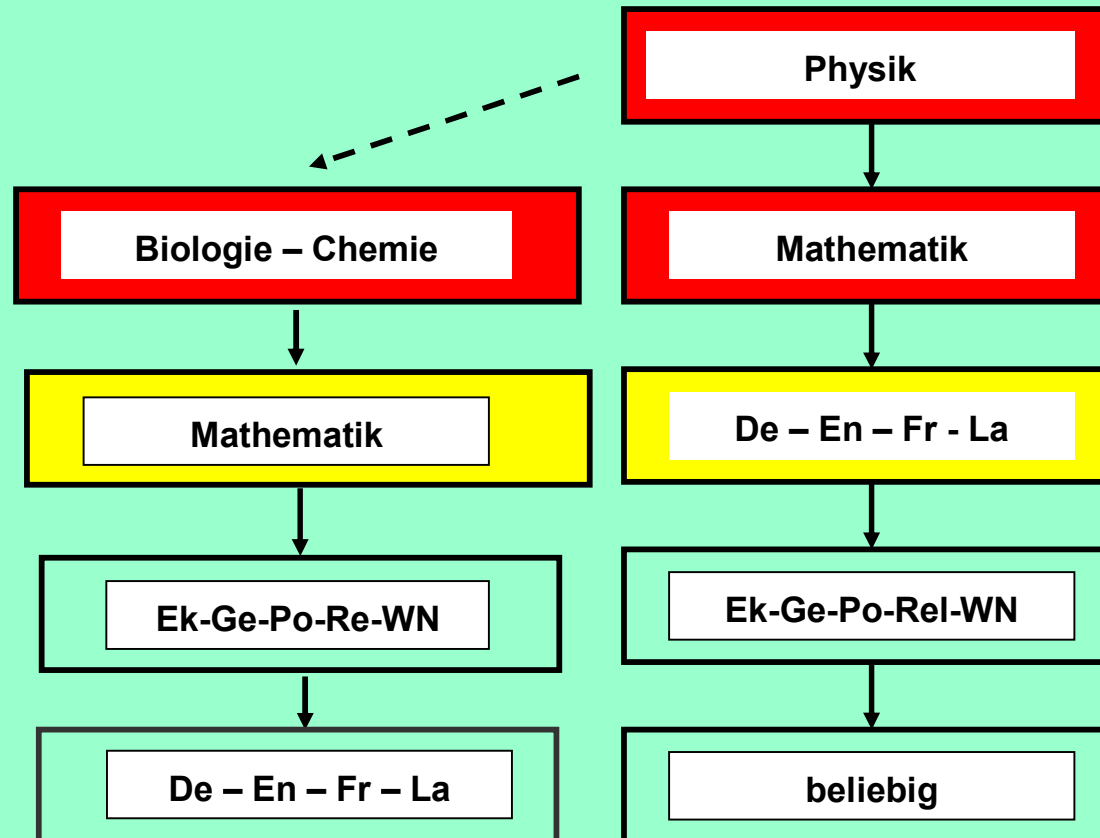 Physik
Biologie – Chemie
Mathematik
Mathematik
De – En – Fr - La
Ek-Ge-Po-Re-WN
Ek-Ge-Po-Rel-WN
De – En – Fr – La
beliebig